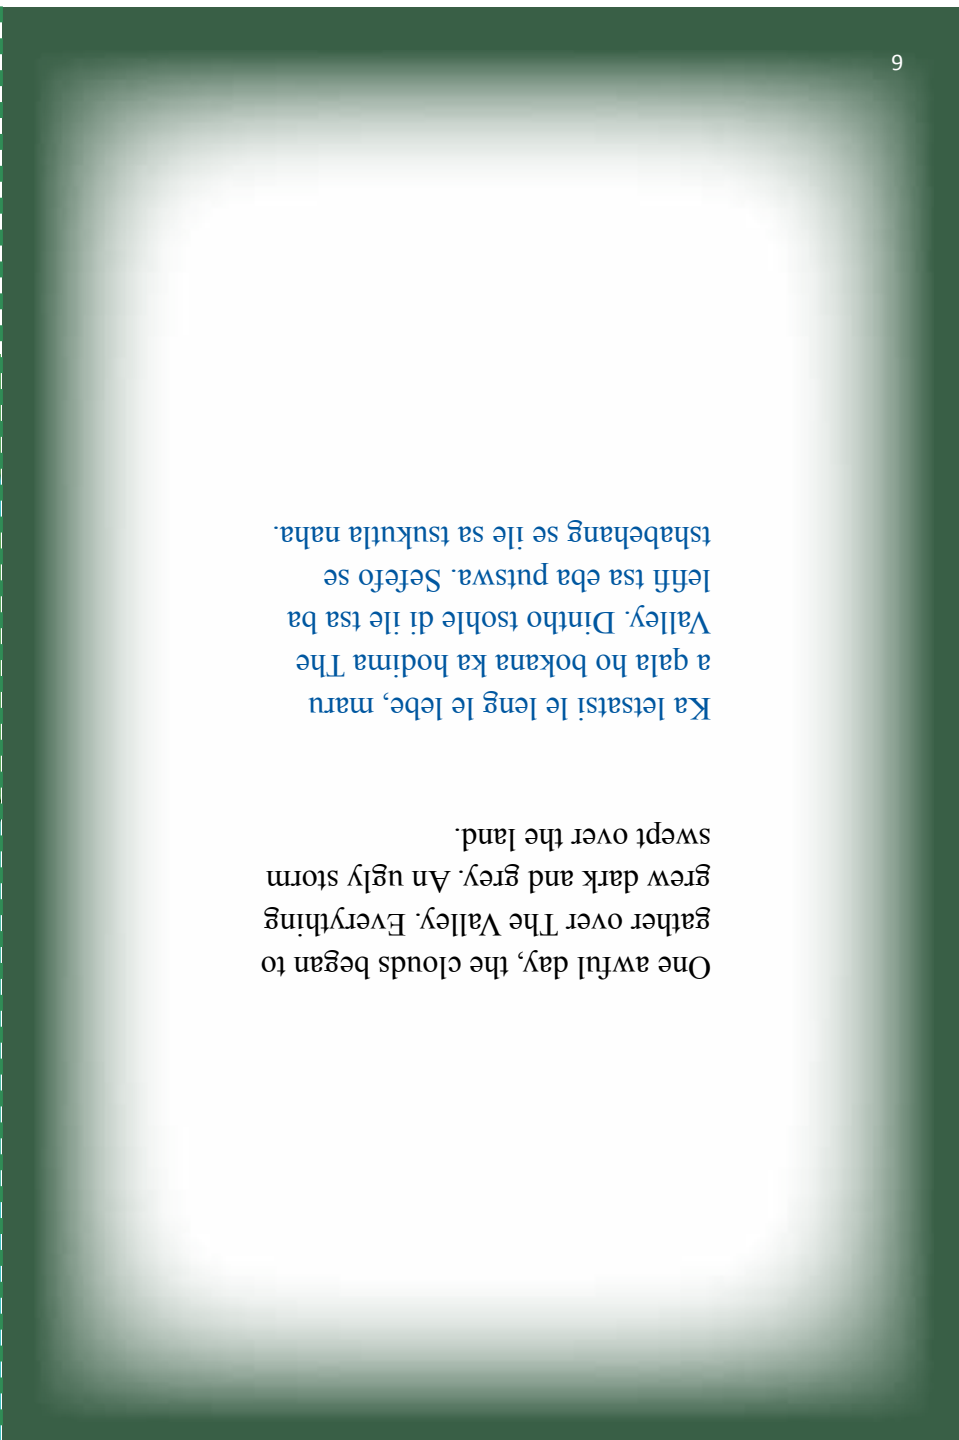 One awful day, the clouds began to
gather over The Valley. Everything
grew dark and grey. An ugly storm
swept over the land.
Ka letsatsi le leng le lebe, maru
a qala ho bokana ka hodima The
Valley. Dintho tsohle di ile tsa ba
lefifi tsa eba putswa. Sefefo se
tshabehang se ile sa tsukutla naha.
6